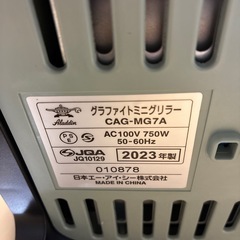 Aladdin
グラファイトミニグリラー
CAG-MG7A
PSE
AC100V 750W
50-60Hz
JQA
JQ10129
2023年製
010878
日本エー・アイ・シー株式会社
MADE IN CHINA